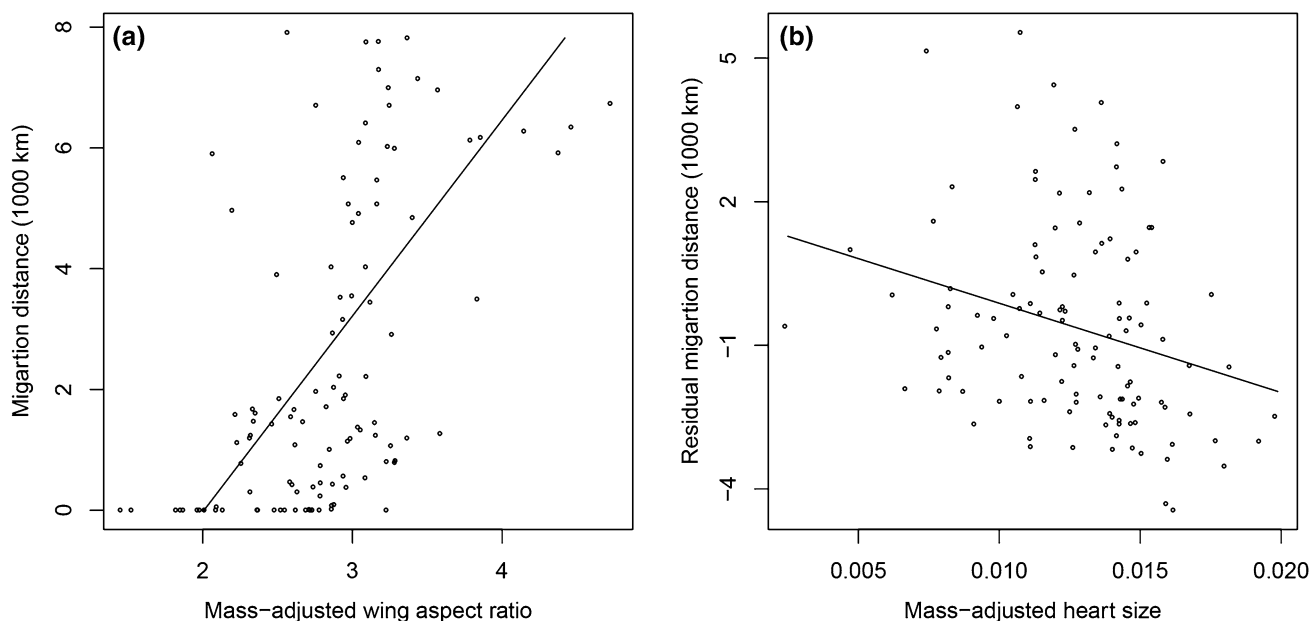 (a)
8
6
4
2
0
Migartion distance (1000 km)
2 3 4
Mass−adjusted wing aspect ratio
(b)
5
2
−1
−4
Residual migartion distance (1000 km)
0.005 0.010 0.015 0.020
Mass−adjusted heart size